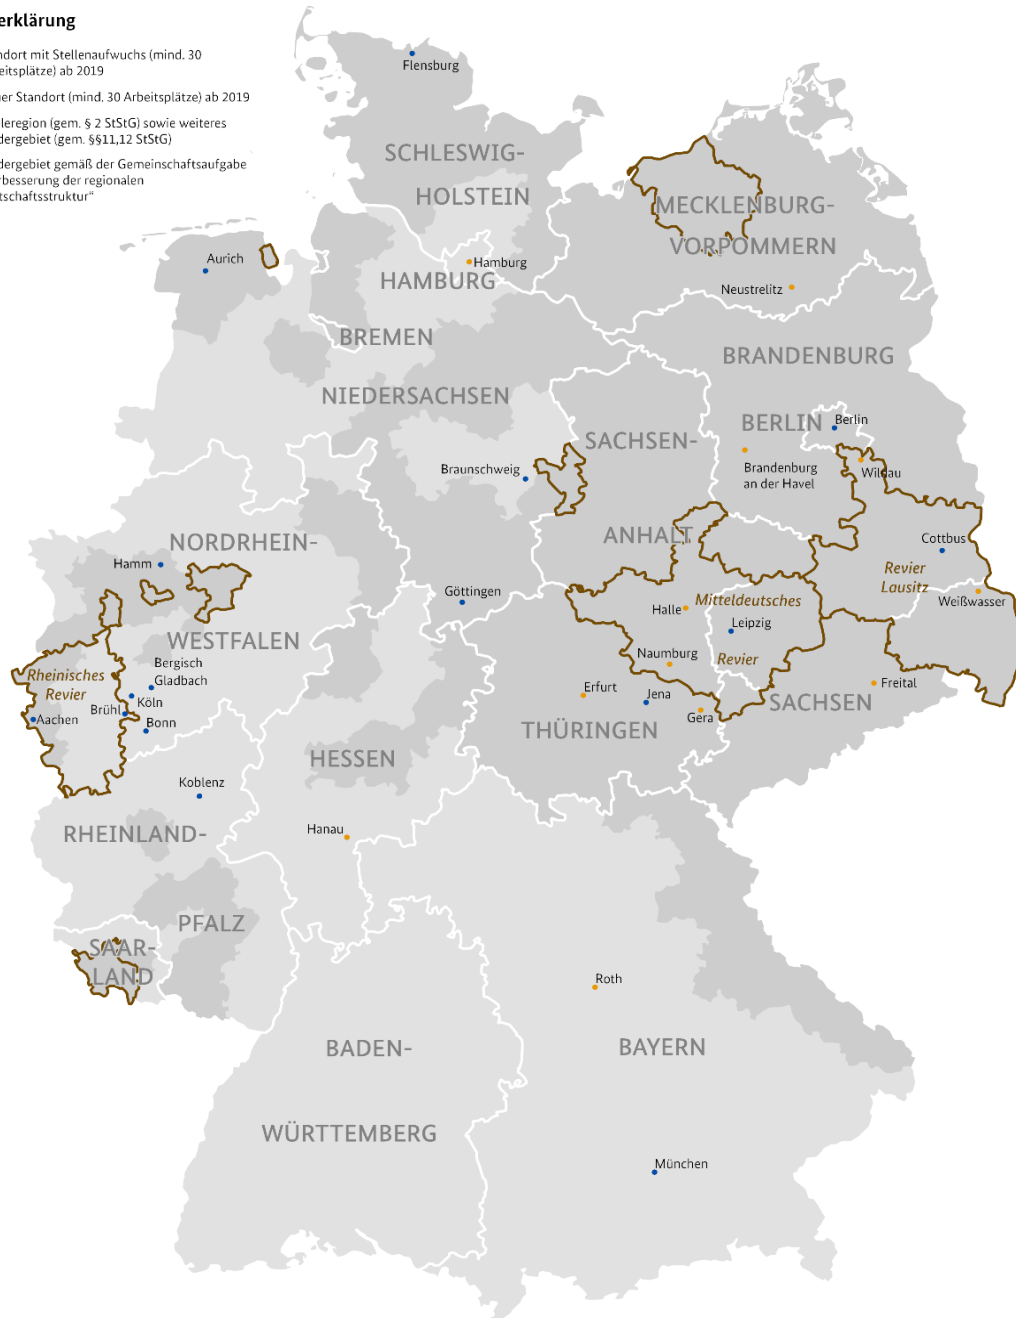 erklärung
ndort mit Stellenaufwuchs (mind. 30
eitsplätze) ab 2019
er Standort (mind. 30 Arbeitsplätze) ab 2019
leregion (gem. § 2 StStG) sowie weiteres
dergebiet (gem. §§11,12 StStG)
dergebiet gemäß der Gemeinschaftsaufgabe
rbesserung der regionalen
tschaftsstruktur“
Flensburg
SCHLESWIG-
HOLSTEIN
MECKLENBURG-
VORPOMMERN
Aurich
Hamburg
HAMBURG
Neustrelitz
BREMEN
BRANDENBURG
NIEDERSACHSEN
BERLIN
Berlin
SACHSEN-
Braunschweig
Brandenburg
an der Havel
Wildau
ANHALT
NORDRHEIN-
Cottbus
Hamm
Revier
Lausitz
Göttingen
Mitteldeutsches
Weißwasser
Halle
Leipzig
WESTFALEN
Naumburg
Revier
Bergisch
Gladbach
Rheinisches
Revier
Erfurt
Jena
Freital
Köln
Brühl
SACHSEN
Aachen
Bonn
Gera
THÜRINGEN
HESSEN
Koblenz
Hanau
RHEINLAND-
PFALZ
SAAR-
LAND
Roth
BADEN-
BAYERN
WÜRTTEMBERG
München